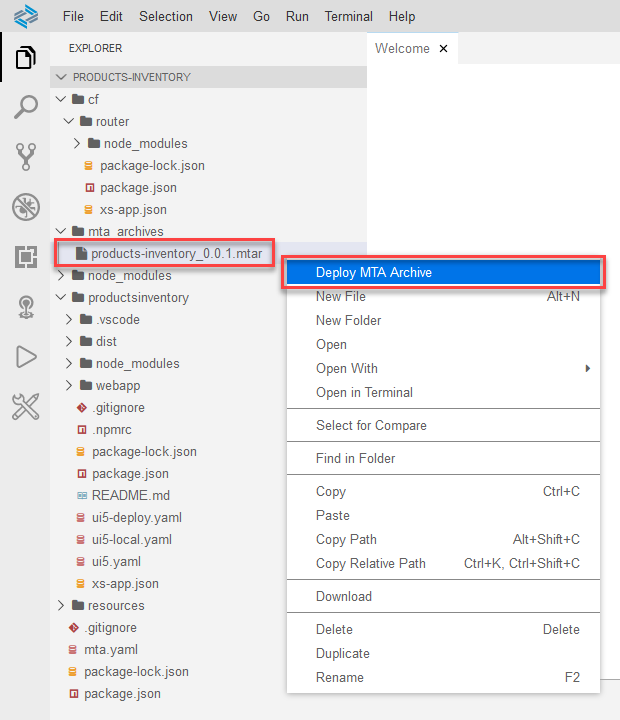 File Edit Selection View Go Run Terminal Help
EXPLORER
Welcome ×
PRODUCTS-INVENTORY
cf
router
node_modules
package-lock.json
package.json
xs-app.json
mta_archives
products-inventory_0.0.1.mtar
node_modules
productsinventory
.vscode
dist
node_modules
webapp
.gitignore
.npmrc
package-lock.json
package.json
README.md
ui5-deploy.yaml
ui5-local.yaml
ui5.yaml
xs-app.json
resources
.gitignore
mta.yaml
package-lock.json
package.json
Deploy MTA Archive
New File Alt+N
New Folder
Open
Open With
Open in Terminal
Select for Compare
Find in Folder
Copy Ctrl+C
Paste
Copy Path Alt+Shift+C
Copy Relative Path Ctrl+K, Ctrl+Shift+C
Download
Delete Delete
Duplicate
Rename F2